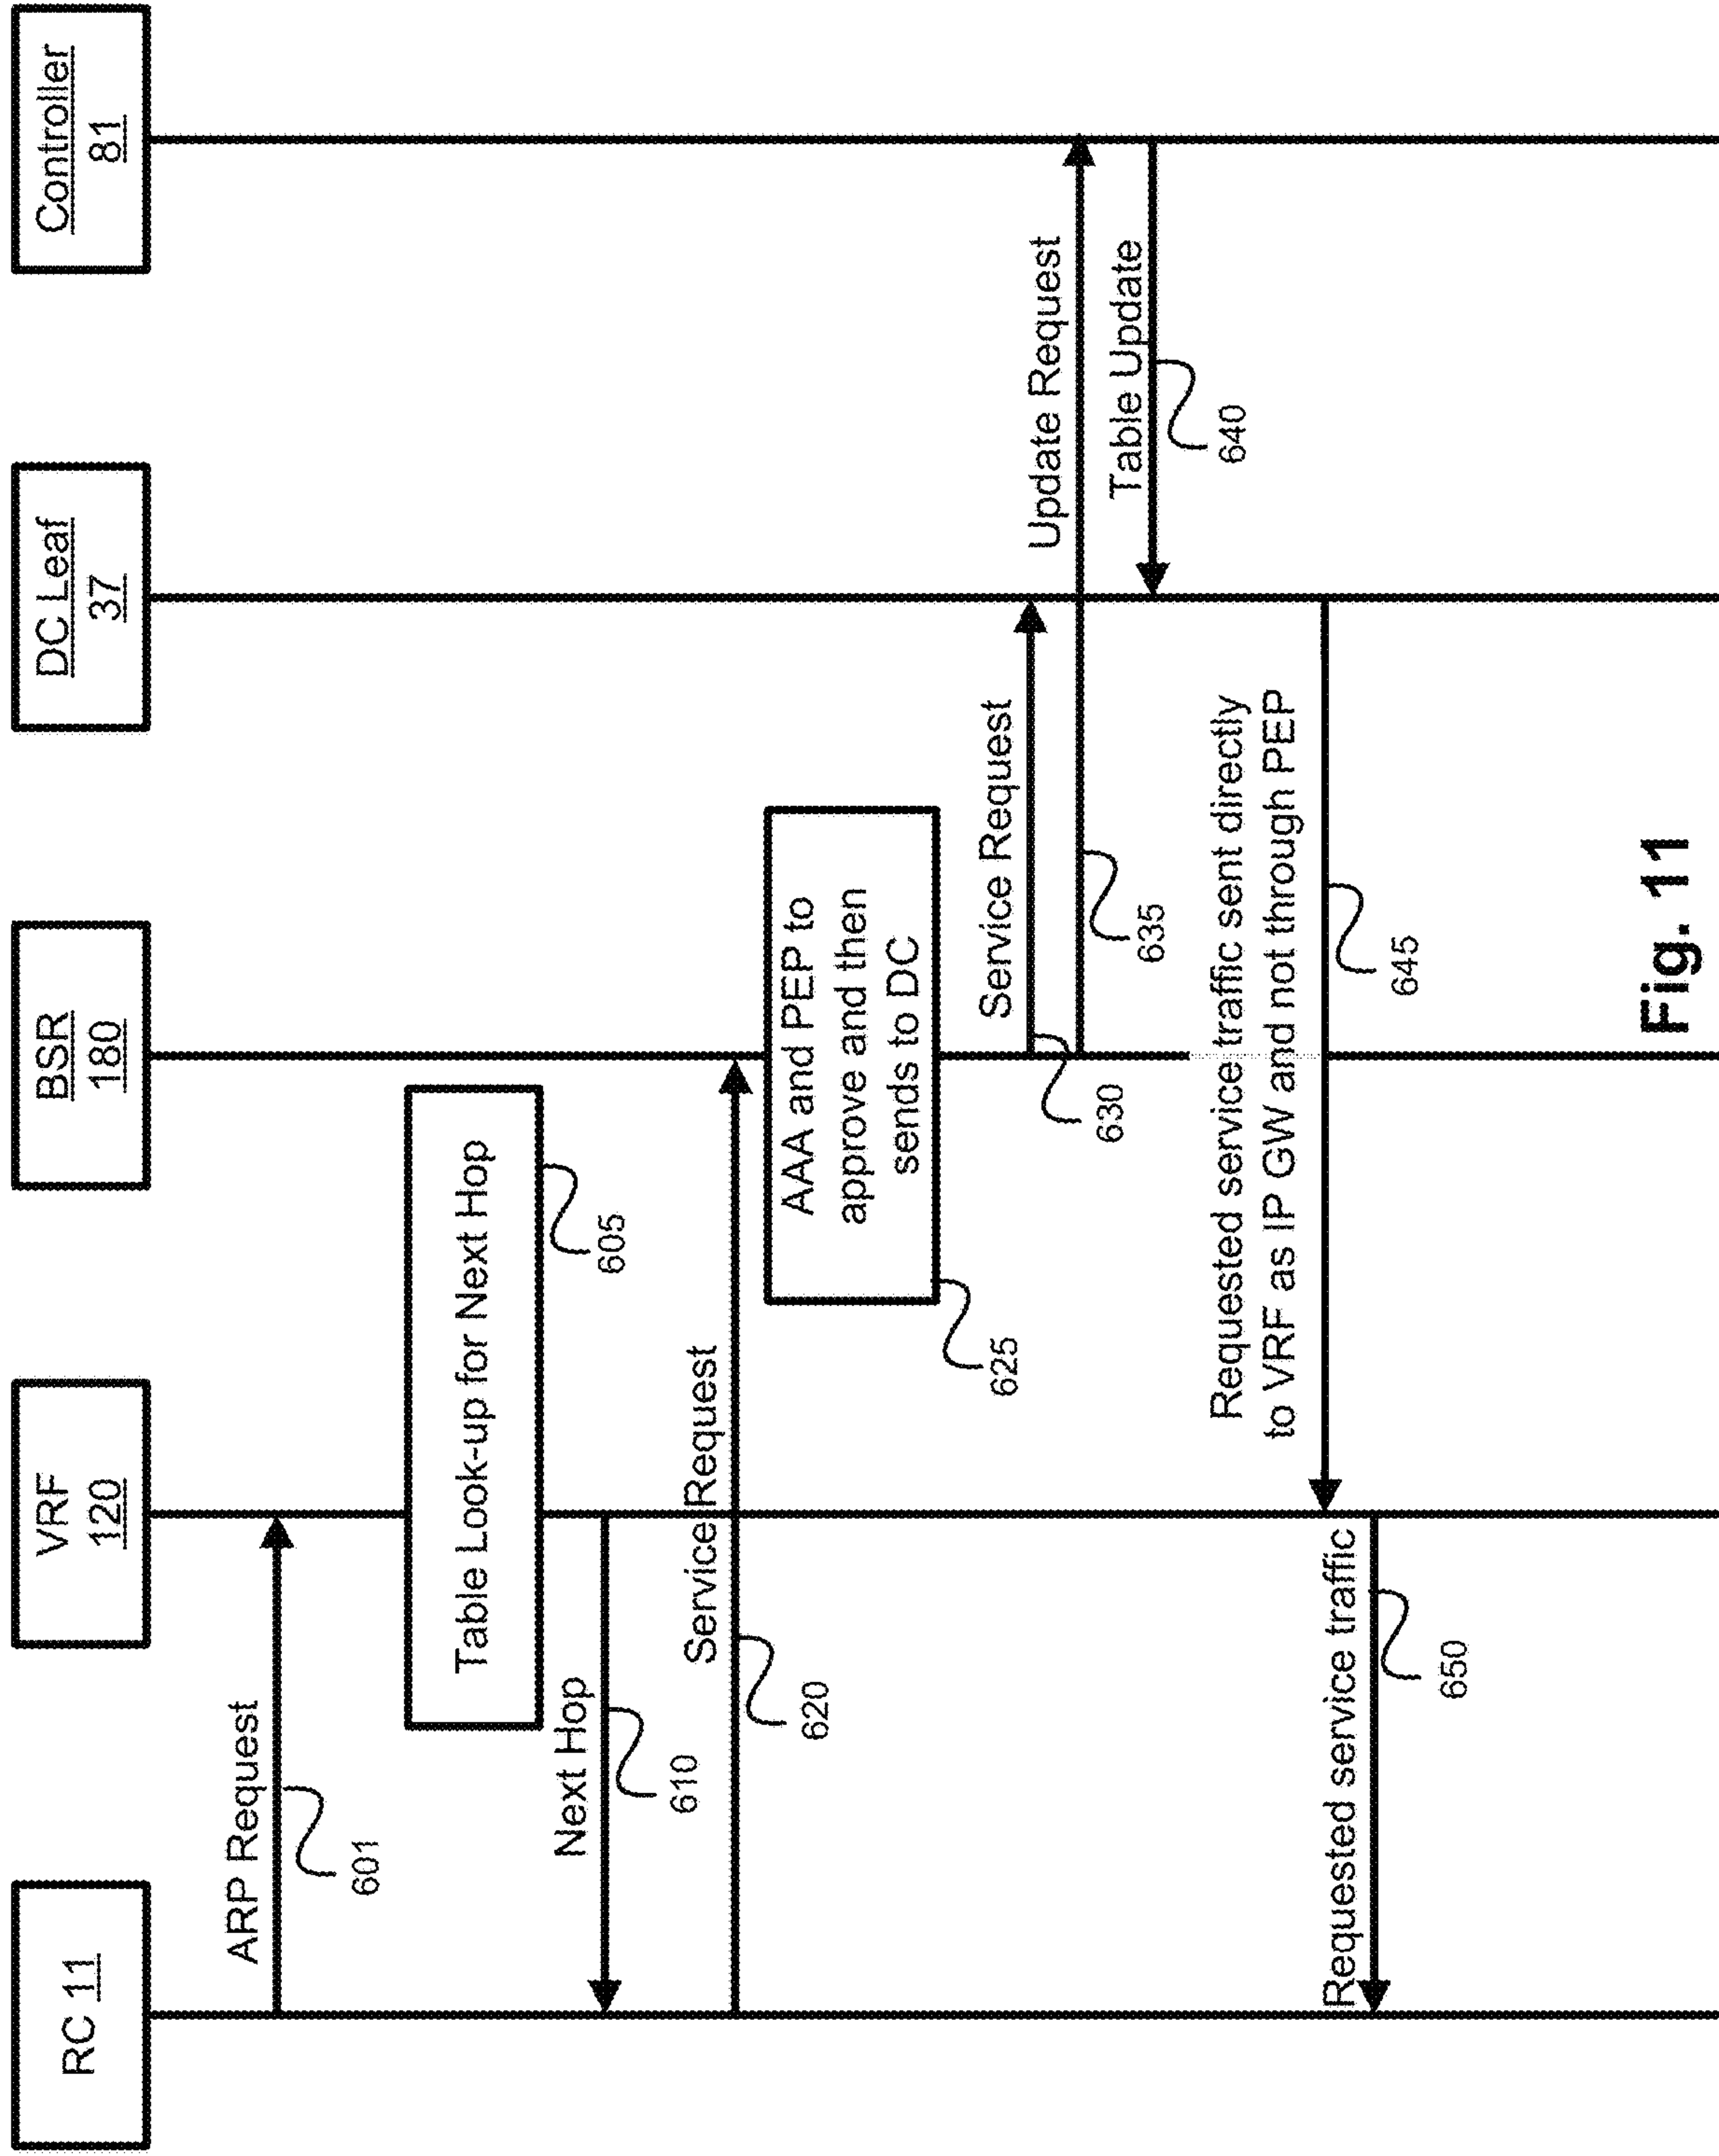 RC 11
VRF
120
BSR
180
DC Leaf
37
Controller
81
ARP Request
601
Table Look-up for Next Hop
605
Next Hop
610
Service Request
620
AAA and PEP to
approve and then
sends to DC
625
Service Request
630
Update Request
635
Table Update
640
Requested service traffic sent directly
to VRF as IP GW and not through PEP
645
Requested service traffic
650
Fig. 11